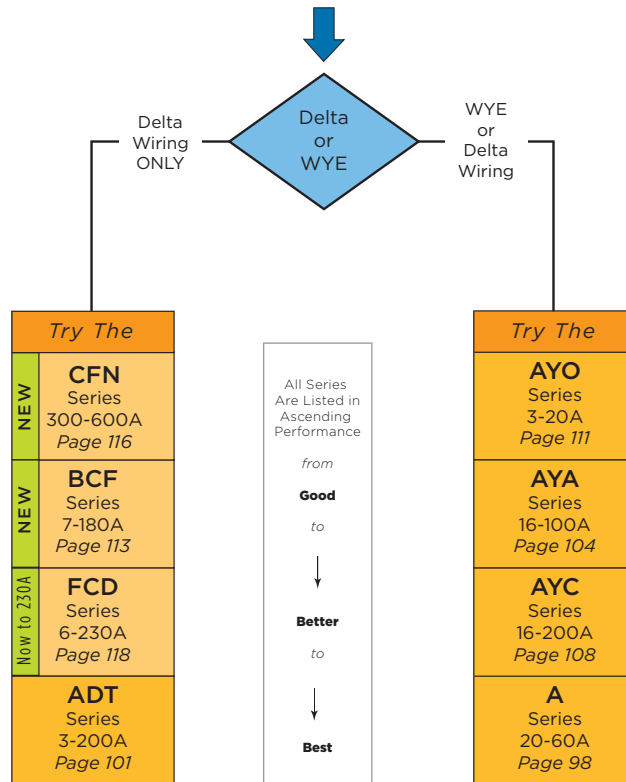 Delta
or
WYE
Delta
Wiring
ONLY
WYE
or
Delta
Wiring
Try The
NEW
CFN
Series
300-600A
Page 116
NEW
BCF
Series
7-180A
Page 113
Now to 230A
FCD
Series
6-230A
Page 118
ADT
Series
3-200A
Page 101
All Series
Are Listed in
Ascending
Performance
from
Good
to
Better
to
Best
Try The
AYO
Series
3-20A
Page 111
AYA
Series
16-100A
Page 104
AYC
Series
16-200A
Page 108
A
Series
20-60A
Page 98